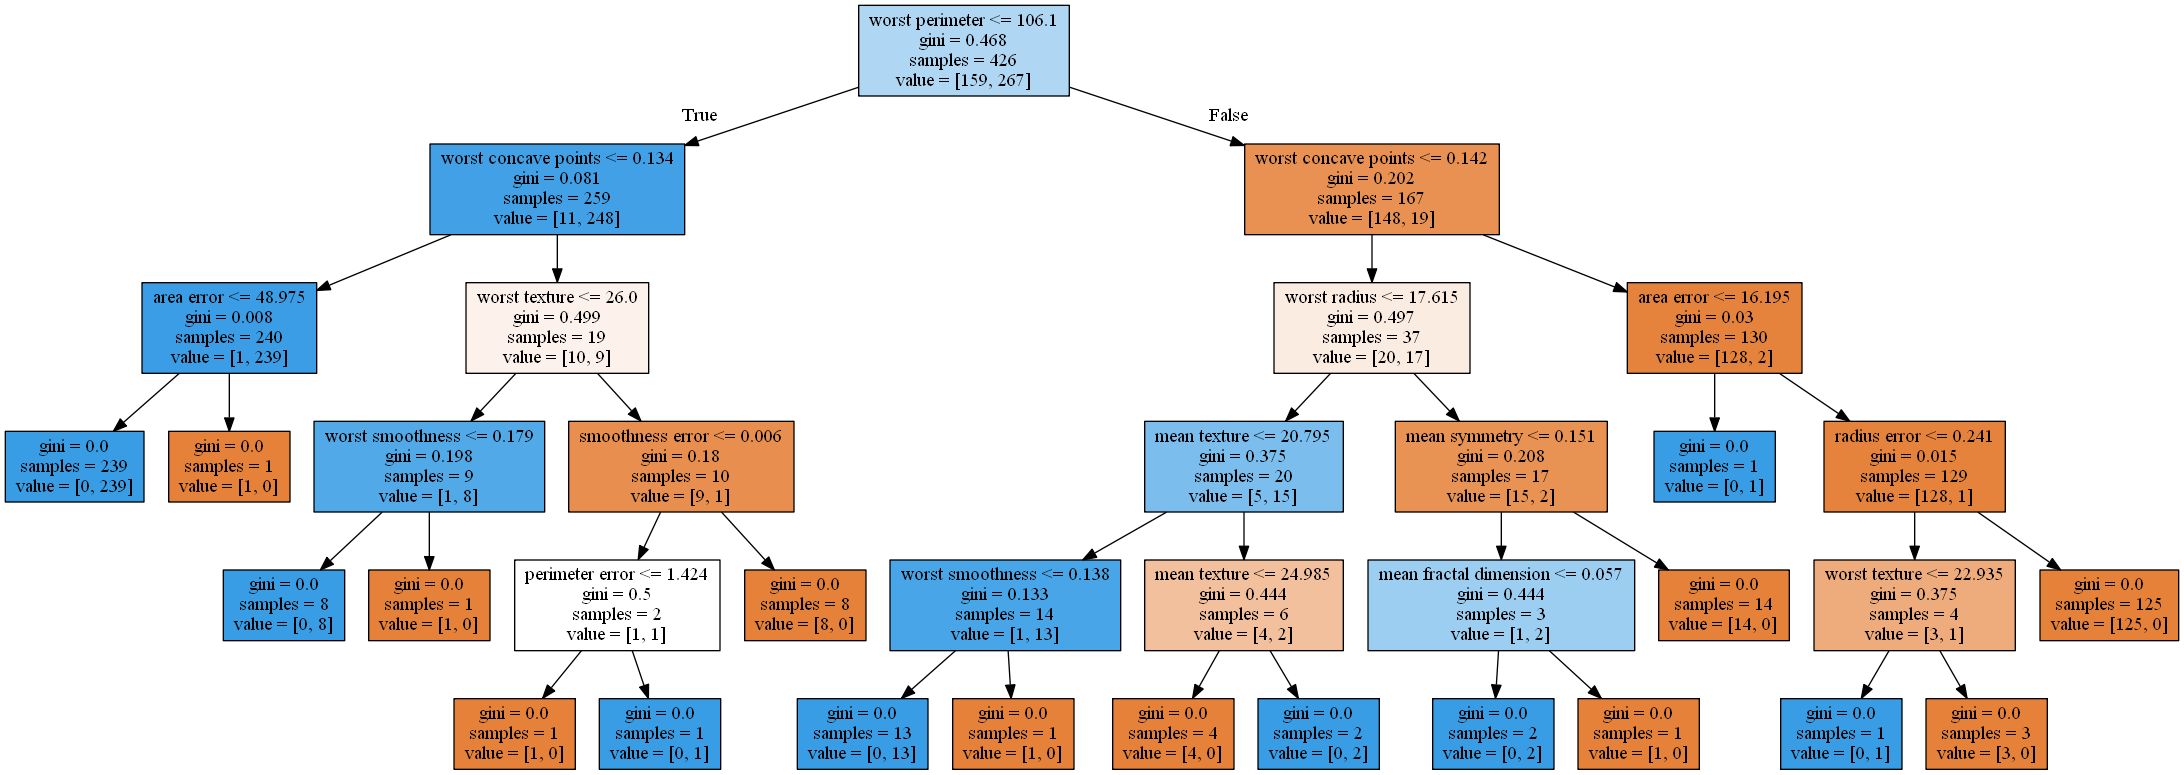 worst perimeter <= 106.1
gini = 0.468
samples = 426
value = [159, 267]
True
False
worst concave points <= 0.134
gini = 0.081
samples = 259
value = [11, 248]
worst concave points <= 0.142
gini = 0.202
samples = 167
value = [148, 19]
area error <= 48.975
gini = 0.008
samples = 240
value = [1, 239]
worst texture <= 26.0
gini = 0.499
samples = 19
value = [10, 9]
worst radius <= 17.615
gini = 0.497
samples = 37
value = [20, 17]
area error <= 16.195
gini = 0.03
samples = 130
value = [128, 2]
gini = 0.0
samples = 239
value = [0, 239]
gini = 0.0
samples = 1
value = [1, 0]
worst smoothness <= 0.179
gini = 0.198
samples = 9
value = [1, 8]
smoothness error <= 0.006
gini = 0.18
samples = 10
value = [9, 1]
mean texture <= 20.795
gini = 0.375
samples = 20
value = [5, 15]
mean symmetry <= 0.151
gini = 0.208
samples = 17
value = [15, 2]
gini = 0.0
samples = 1
value = [0, 1]
radius error <= 0.241
gini = 0.015
samples = 129
value = [128, 1]
gini = 0.0
samples = 8
value = [0, 8]
gini = 0.0
samples = 1
value = [1, 0]
perimeter error <= 1.424
gini = 0.5
samples = 2
value = [1, 1]
gini = 0.0
samples = 8
value = [8, 0]
worst smoothness <= 0.138
gini = 0.133
samples = 14
value = [1, 13]
mean texture <= 24.985
gini = 0.444
samples = 6
value = [4, 2]
mean fractal dimension <= 0.057
gini = 0.444
samples = 3
value = [1, 2]
gini = 0.0
samples = 14
value = [14, 0]
worst texture <= 22.935
gini = 0.375
samples = 4
value = [3, 1]
gini = 0.0
samples = 125
value = [125, 0]
gini = 0.0
samples = 1
value = [1, 0]
gini = 0.0
samples = 1
value = [0, 1]
gini = 0.0
samples = 13
value = [0, 13]
gini = 0.0
samples = 1
value = [1, 0]
gini = 0.0
samples = 4
value = [4, 0]
gini = 0.0
samples = 2
value = [0, 2]
gini = 0.0
samples = 2
value = [0, 2]
gini = 0.0
samples = 1
value = [1, 0]
gini = 0.0
samples = 1
value = [0, 1]
gini = 0.0
samples = 3
value = [3, 0]